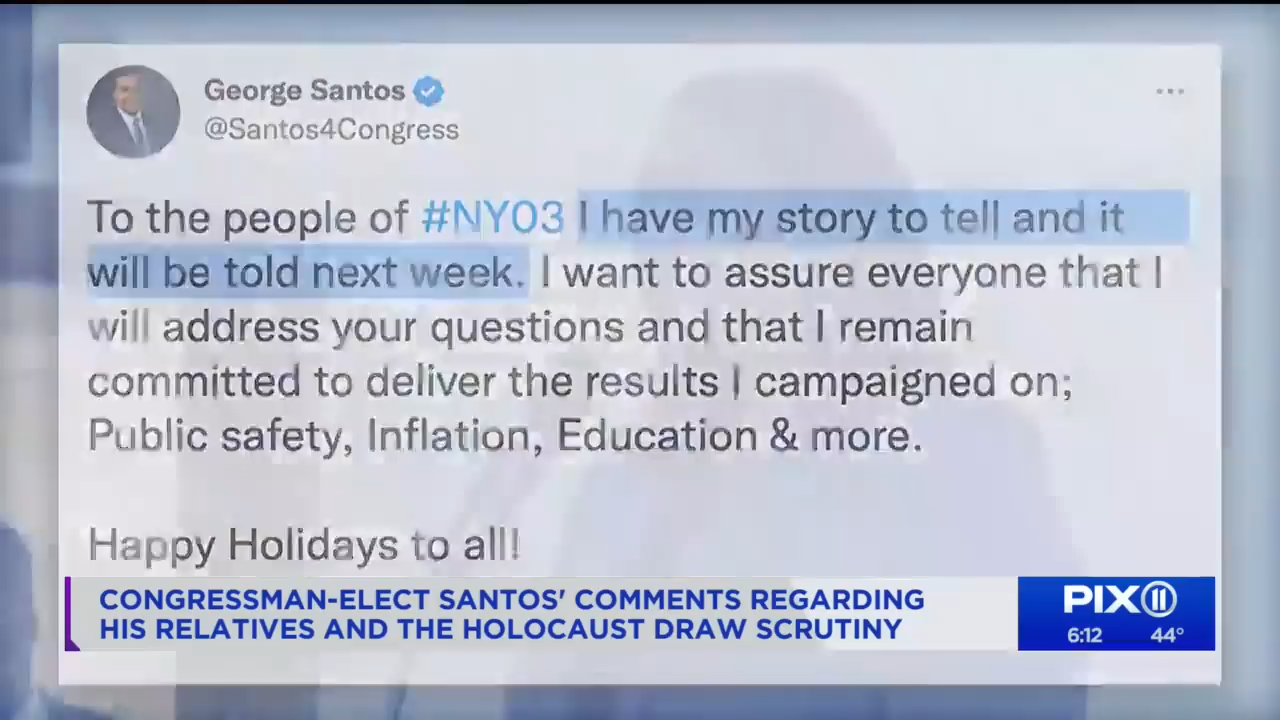 George Santos
@Santos4Congress
To the people of #NY03 I have my story to tell and it
will be told next week. I want to assure everyone that I
will address your questions and that I remain
committed to deliver the results I campaigned on;
Public safety, Inflation, Education & more.
Happy Holidays to all!
CONGRESSMAN-ELECT SANTOS' COMMENTS REGARDING
HIS RELATIVES AND THE HOLOCAUST DRAW SCRUTINY
PIX11
6:12 44°